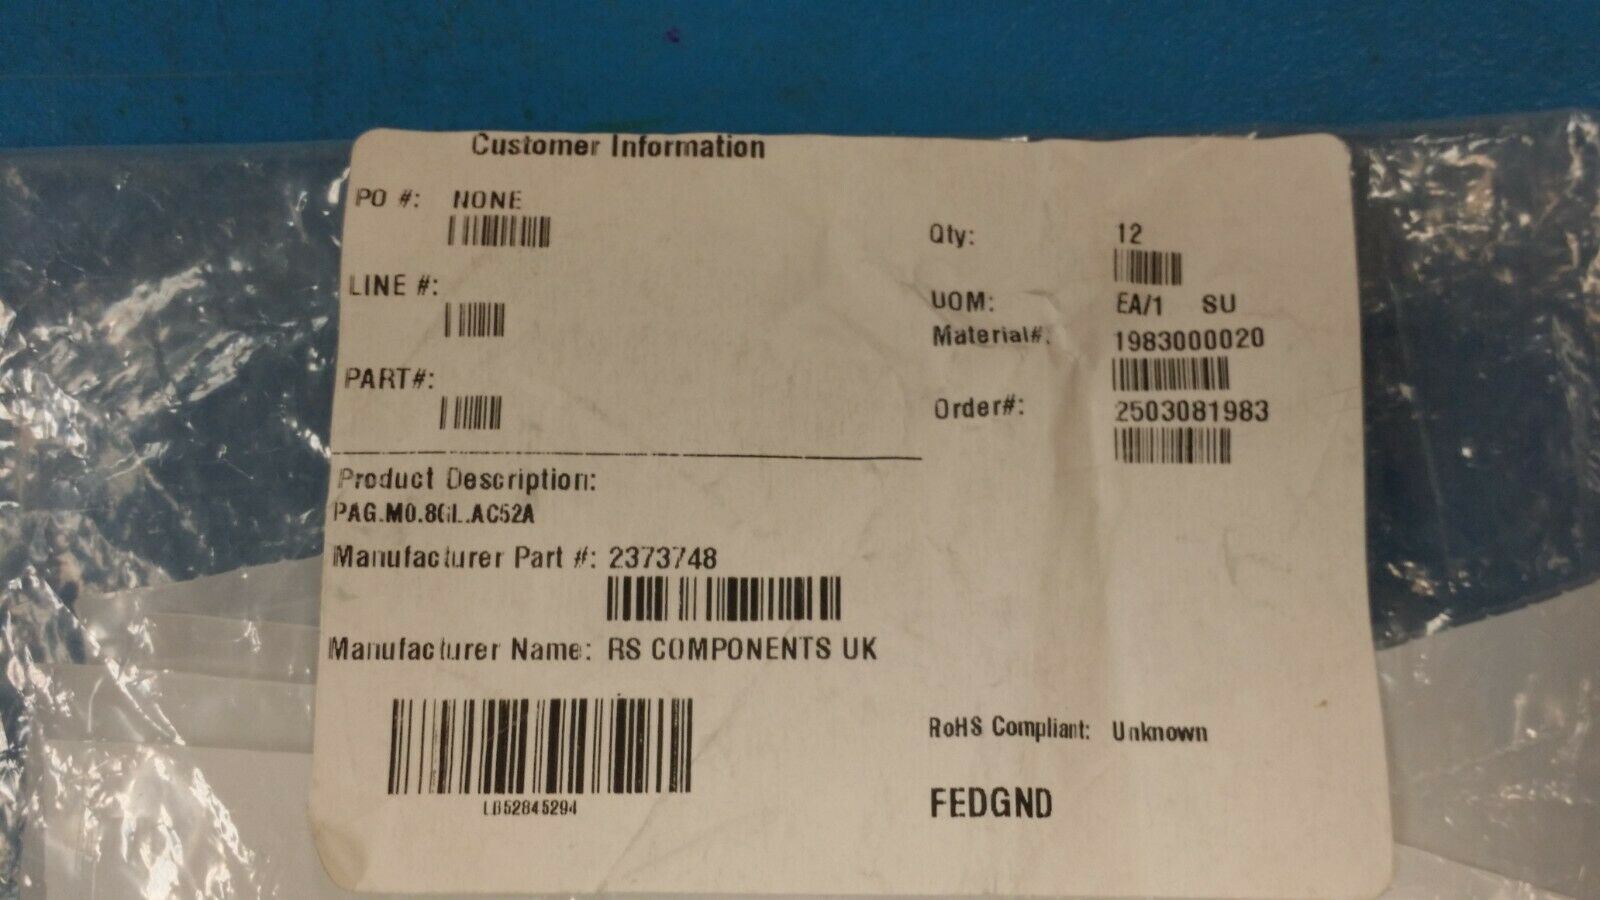 Customer Information
PO #: NONE
LINE #:
PART#:
Qty: 12
UOM: EA/1 SU
Material#: 1983000020
Order#: 2503081983
Product Description:
PAG.M0.8GL.AC52A
Manufacturer Part #: 2373748
Manufacturer Name: RS COMPONENTS UK
LB52845294
RoHS Compliant: Unknown
FEDGND